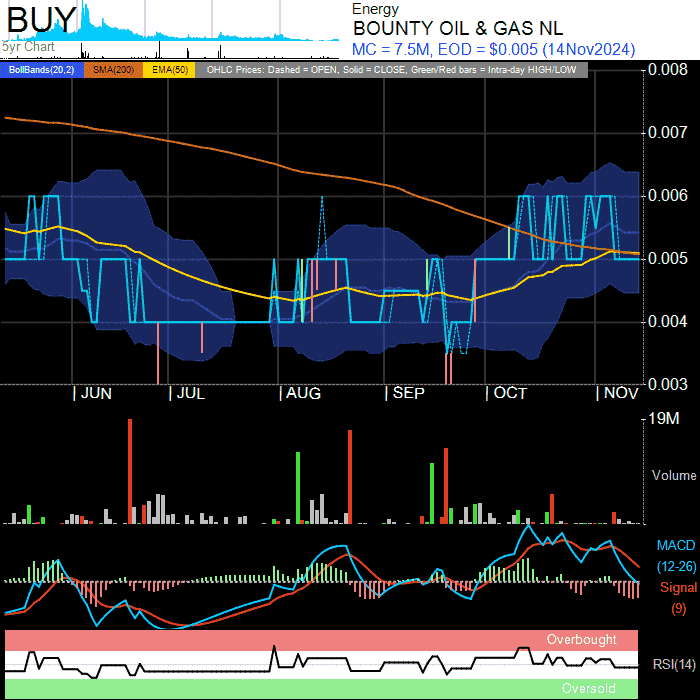 BUY
Energy
BOUNTY OIL & GAS NL
5yr Chart
MC = 7.5M, EOD = $0.005 (14Nov2024)
BollBands(20,2) SMA(200) EMA(50) OHLC Prices: Dashed = OPEN, Solid = CLOSE, Green/Red bars = Intra-day HIGH/LOW
0.008
0.007
0.006
0.005
0.004
0.003
JUN JUL AUG SEP OCT NOV
19M
Volume
MACD
(12-26)
Signal
(9)
Overbought
RSI(14)
Oversold